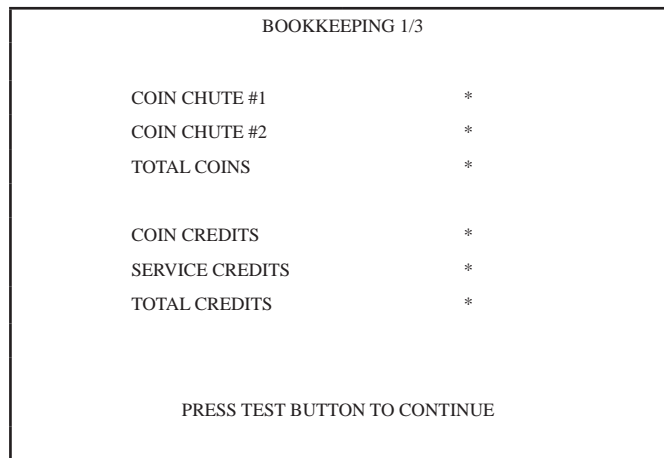 BOOKKEEPING 1/3
COIN CHUTE #1 *
COIN CHUTE #2 *
TOTAL COINS *
COIN CREDITS *
SERVICE CREDITS *
TOTAL CREDITS *
PRESS TEST BUTTON TO CONTINUE